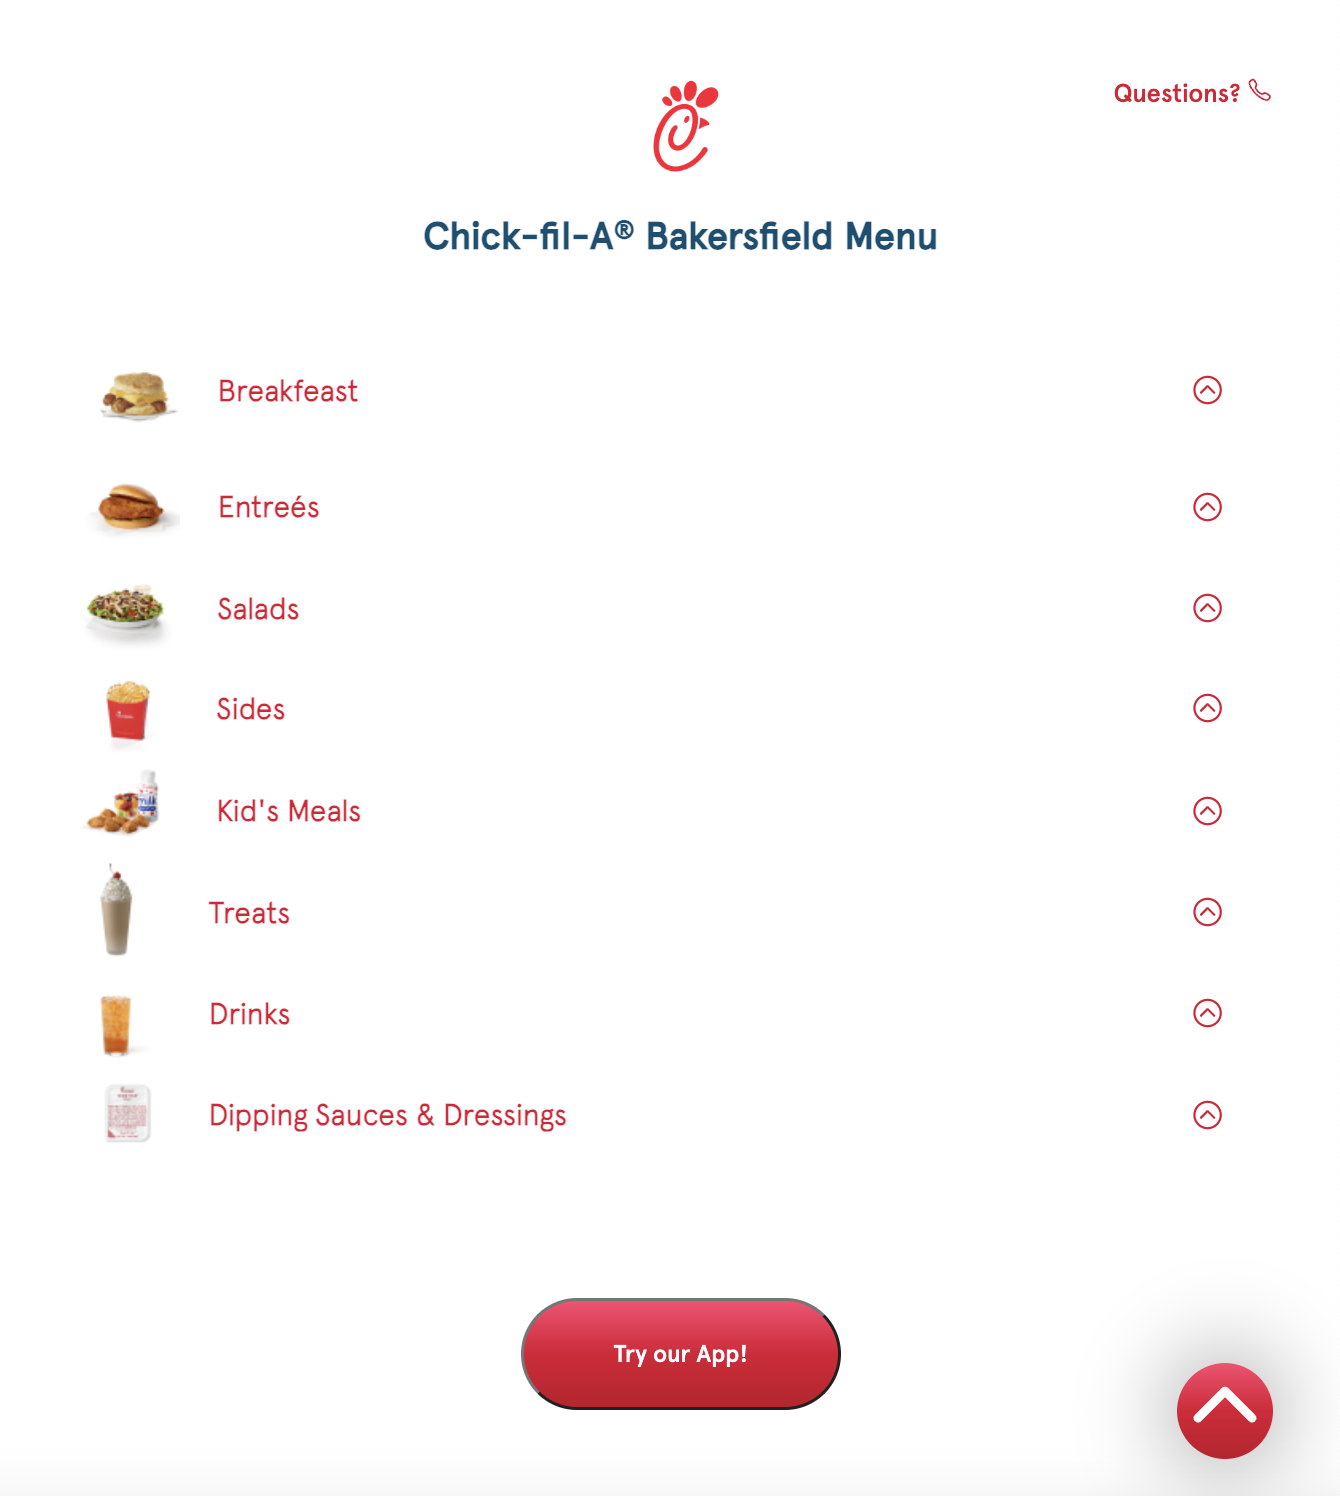 Questions?
Chick-fil-A® Bakersfield Menu
Breakfeast
Entreés
Salads
Sides
milk
Kid's Meals
Treats
Drinks
Dipping Sauces & Dressings
Try our App!